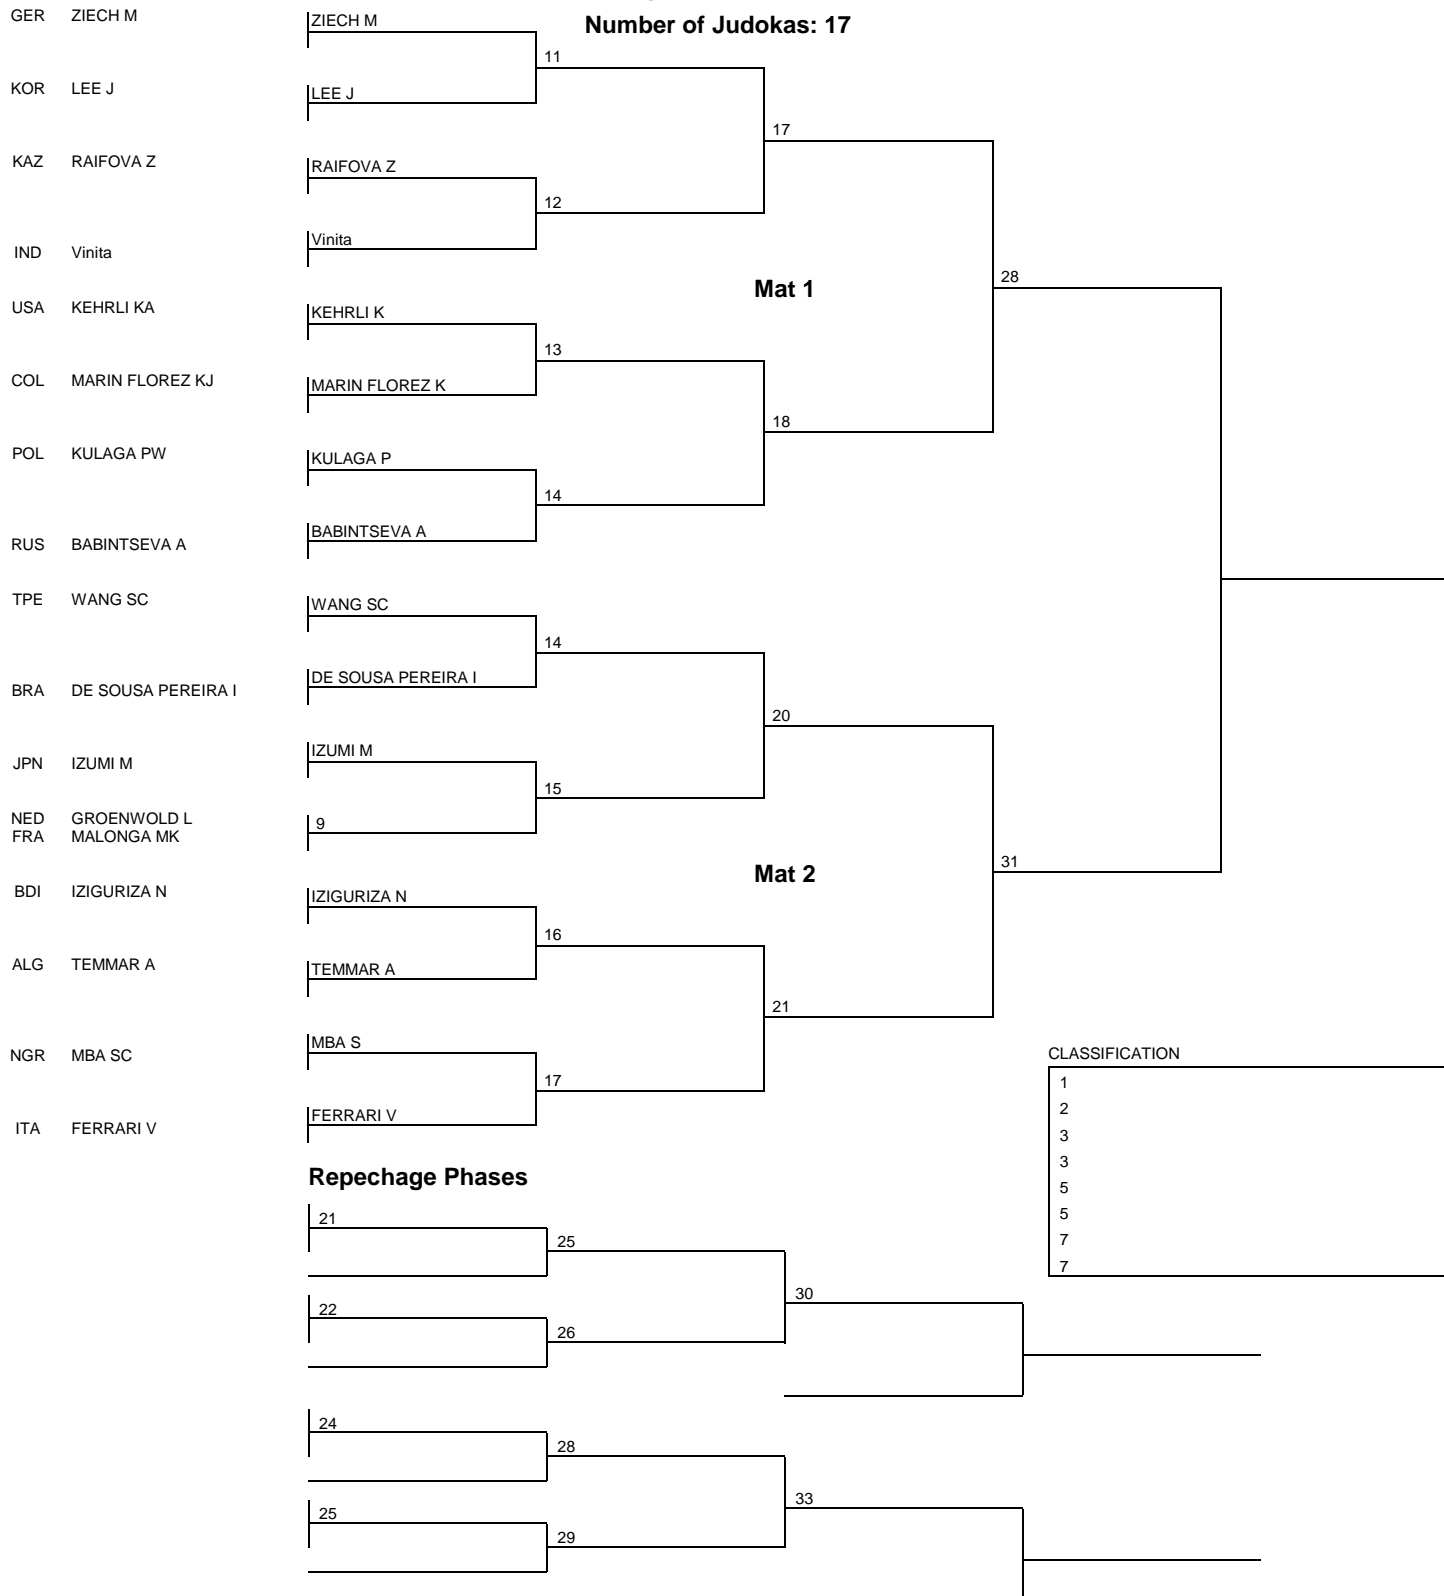 Number of Judokas: 17
GER ZIECH M ZIECH M
11
KOR LEE J LEE J
17
KAZ RAIFOVA Z RAIFOVA Z
12
IND Vinita Vinita
28
Mat 1
USA KEHRLI KA KEHRLI K
13
COL MARIN FLOREZ KJ MARIN FLOREZ K
18
POL KULAGA PW KULAGA P
14
RUS BABINTSEVA A BABINTSEVA A
TPE WANG SC WANG SC
14
BRA DE SOUSA PEREIRA I DE SOUSA PEREIRA I
20
JPN IZUMI M IZUMI M
15
NED GROENWOLD L 9
FRA MALONGA MK
31
Mat 2
BDI IZIGURIZA N IZIGURIZA N
16
ALG TEMMAR A TEMMAR A
21
NGR MBA SC MBA S
17
ITA FERRARI V FERRARI V
CLASSIFICATION
1
2
3
3
5
5
7
7
Repechage Phases
21
25
30
22
26
24
28
33
25
29